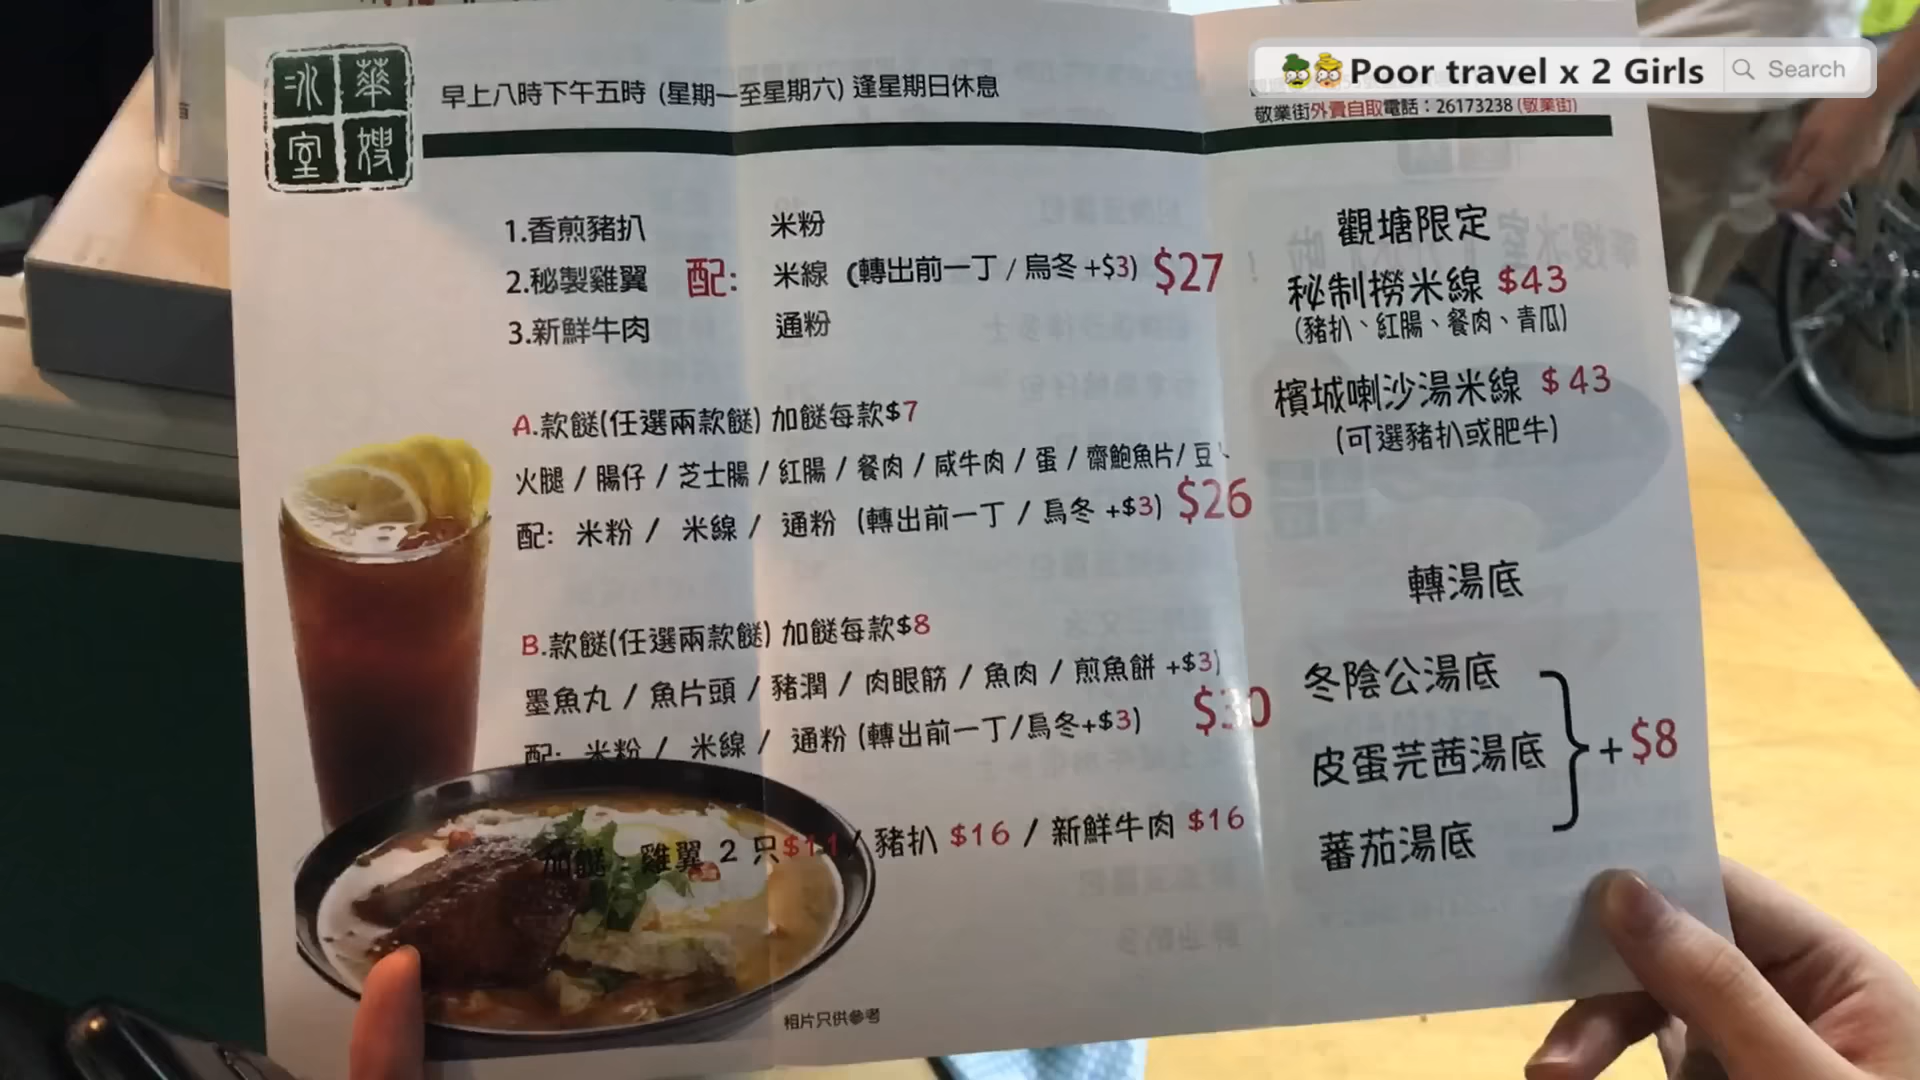 Poor travel x 2 Girls Search
華嫂冰室
早上八時下午五時 (星期一至星期六) 逢星期日休息
敬業街外賣自取電話：26173238 (敬業街)
1.香煎豬扒 米粉
2.秘製雞翼 配: 米線 (轉出前一丁 / 烏冬 +$3) $27
3.新鮮牛肉 通粉
A.款餸(任選兩款餸) 加餸每款$7
火腿 / 腸仔 / 芝士腸 / 紅腸 / 餐肉 / 咸牛肉 / 蛋 / 齋鮑魚片/ 豆
配: 米粉 / 米線 / 通粉 (轉出前一丁 / 烏冬 +$3) $26
B.款餸(任選兩款餸) 加餸每款$8
墨魚丸 / 魚片頭 / 豬潤 / 肉眼筋 / 魚肉 / 煎魚餅 +$3)
配: 米粉 / 米線 / 通粉 (轉出前一丁/烏冬+$3) $30
加餸: 雞翼 2 只$11 / 豬扒 $16 / 新鮮牛肉 $16
相片只供參考
觀塘限定
秘制撈米線 $43
(豬扒、紅腸、餐肉、青瓜)
檳城喇沙湯米線 $43
(可選豬扒或肥牛)
轉湯底
冬陰公湯底
皮蛋芫茜湯底 +$8
蕃茄湯底